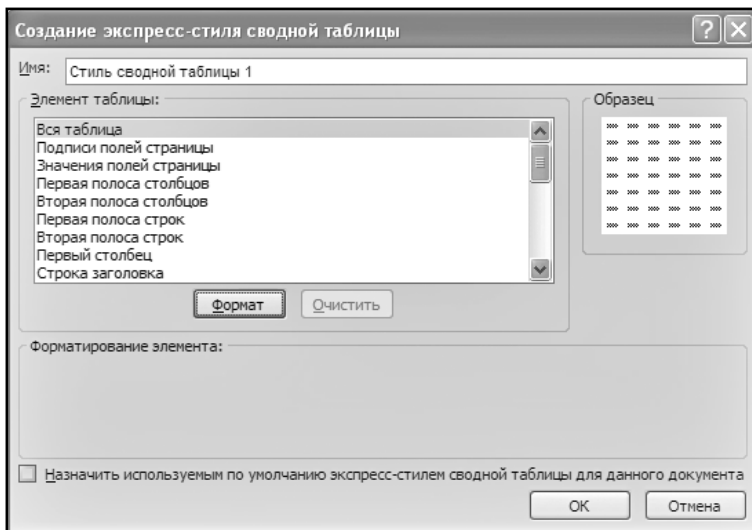 Создание экспресс-стиля сводной таблицы
Имя: Стиль сводной таблицы 1
Элемент таблицы:
Образец
Вся таблица
Подписи полей страницы
Значения полей страницы
Первая полоса столбцов
Вторая полоса столбцов
Первая полоса строк
Вторая полоса строк
Первый столбец
Строка заголовка
Формат Очистить
Форматирование элемента:
Назначить используемым по умолчанию экспресс-стилем сводной таблицы для данного документа
ОК Отмена